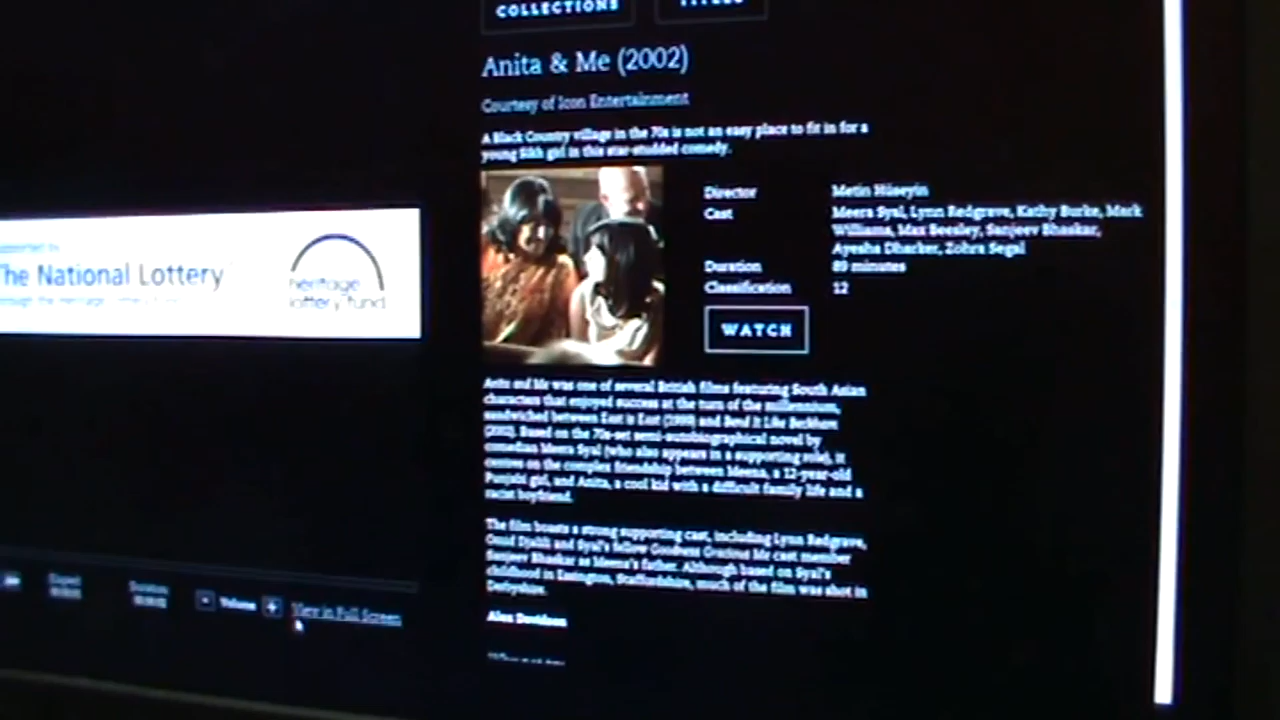 COLLECTIONS
TITLES
Anita & Me (2002)
Courtesy of Icon Entertainment
A Black Country village in the 70s is not an easy place to fit in for a
young Sikh girl in this star-studded comedy.
Director Metin Hüseyin
Cast Meera Syal, Lynn Redgrave, Kathy Burke, Mark
Williams, Max Beesley, Sanjeev Bhaskar,
Ayesha Dharker, Zohra Segal
Duration 89 minutes
Classification 12
WATCH
Anita and Me was one of several British films featuring South Asian
characters that enjoyed success at the turn of the millennium,
sandwiched between East is East (1999) and Bend It Like Beckham
(2002). Based on the 70s-set semi-autobiographical novel by
comedian Meera Syal (who also appears in a supporting role), it
centres on the complex friendship between Meena, a 12-year-old
Punjabi girl, and Anita, a cool kid with a difficult family life and a
racist boyfriend.
The film boasts a strong supporting cast, including Lynn Redgrave,
Omid Djalili and Syal's fellow Goodness Gracious Me cast member
Sanjeev Bhaskar as Meena's father. Although based on Syal's
childhood in Essington, Staffordshire, much of the film was shot in
Derbyshire.
Alex Davidson
The National Lottery
heritage
lottery fund
Duration
- Volume +
View in Full Screen